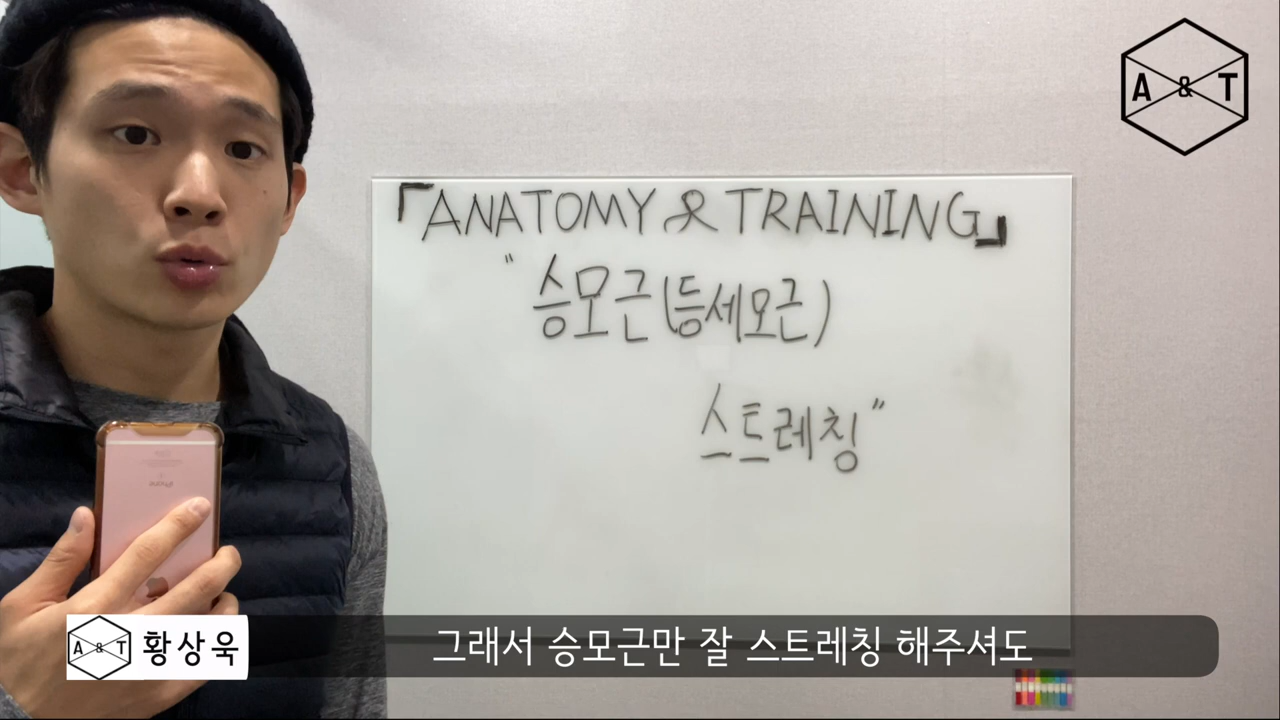 A & T
「ANATOMY & TRAINING」
"승모근(등세모근)
스트레칭"
A & T 황상욱
그래서 승모근만 잘 스트레칭 해주셔도